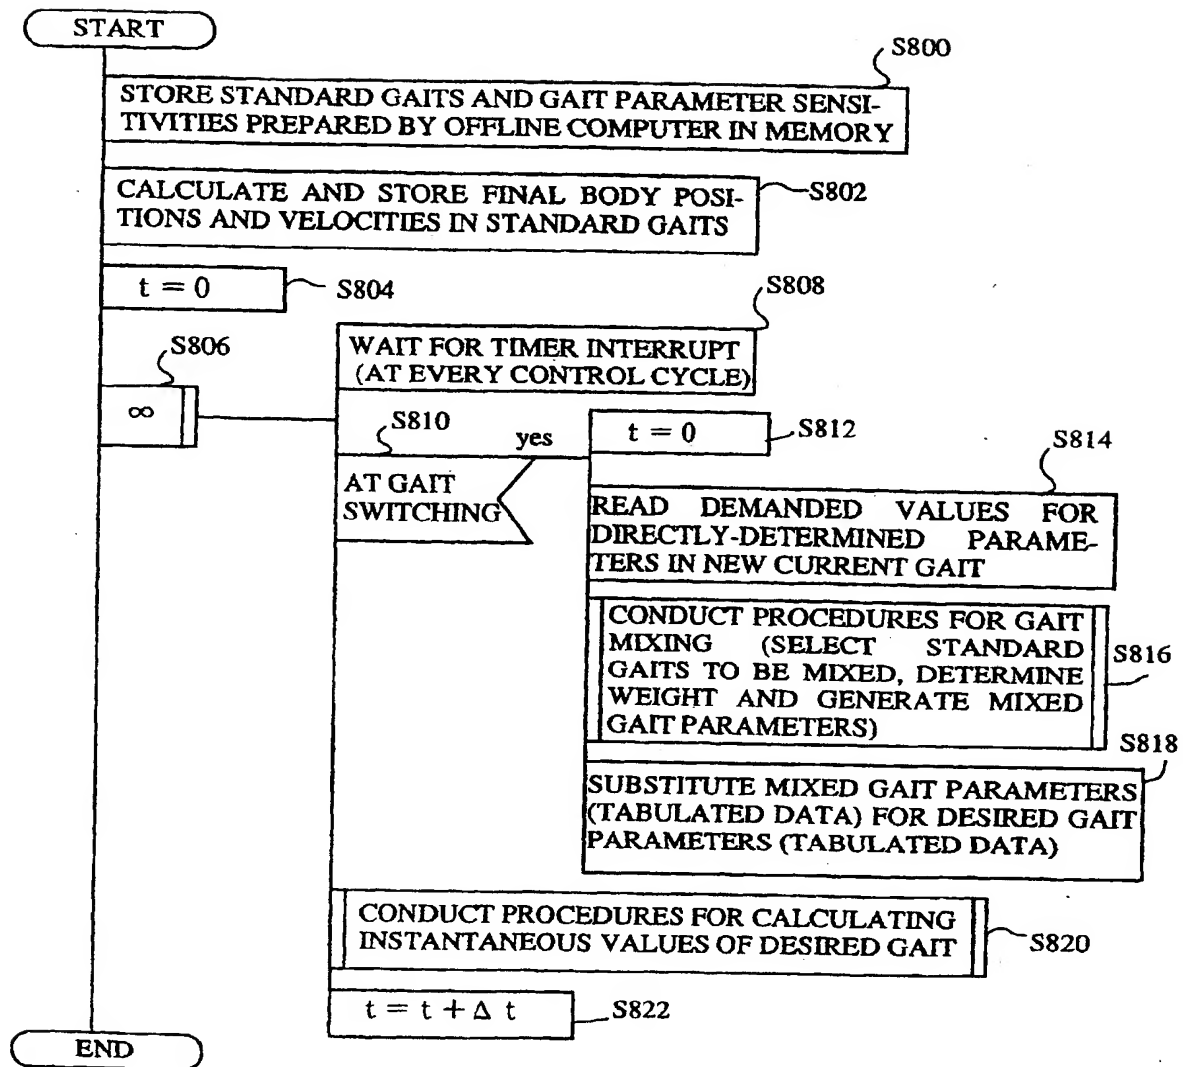 START
S800
STORE STANDARD GAITS AND GAIT PARAMETER SENSI-
TIVITIES PREPARED BY OFFLINE COMPUTER IN MEMORY
CALCULATE AND STORE FINAL BODY POSI-
TIONS AND VELOCITIES IN STANDARD GAITS
S802
t = 0
S804
S806
∞
S808
WAIT FOR TIMER INTERRUPT
(AT EVERY CONTROL CYCLE)
S810
yes
AT GAIT
SWITCHING
t = 0
S812
S814
READ DEMANDED VALUES FOR
DIRECTLY-DETERMINED PARAME-
TERS IN NEW CURRENT GAIT
CONDUCT PROCEDURES FOR GAIT
MIXING (SELECT STANDARD
GAITS TO BE MIXED, DETERMINE
WEIGHT AND GENERATE MIXED
GAIT PARAMETERS)
S816
S818
SUBSTITUTE MIXED GAIT PARAMETERS
(TABULATED DATA) FOR DESIRED GAIT
PARAMETERS (TABULATED DATA)
CONDUCT PROCEDURES FOR CALCULATING
INSTANTANEOUS VALUES OF DESIRED GAIT
S820
t = t + Δ t
S822
END